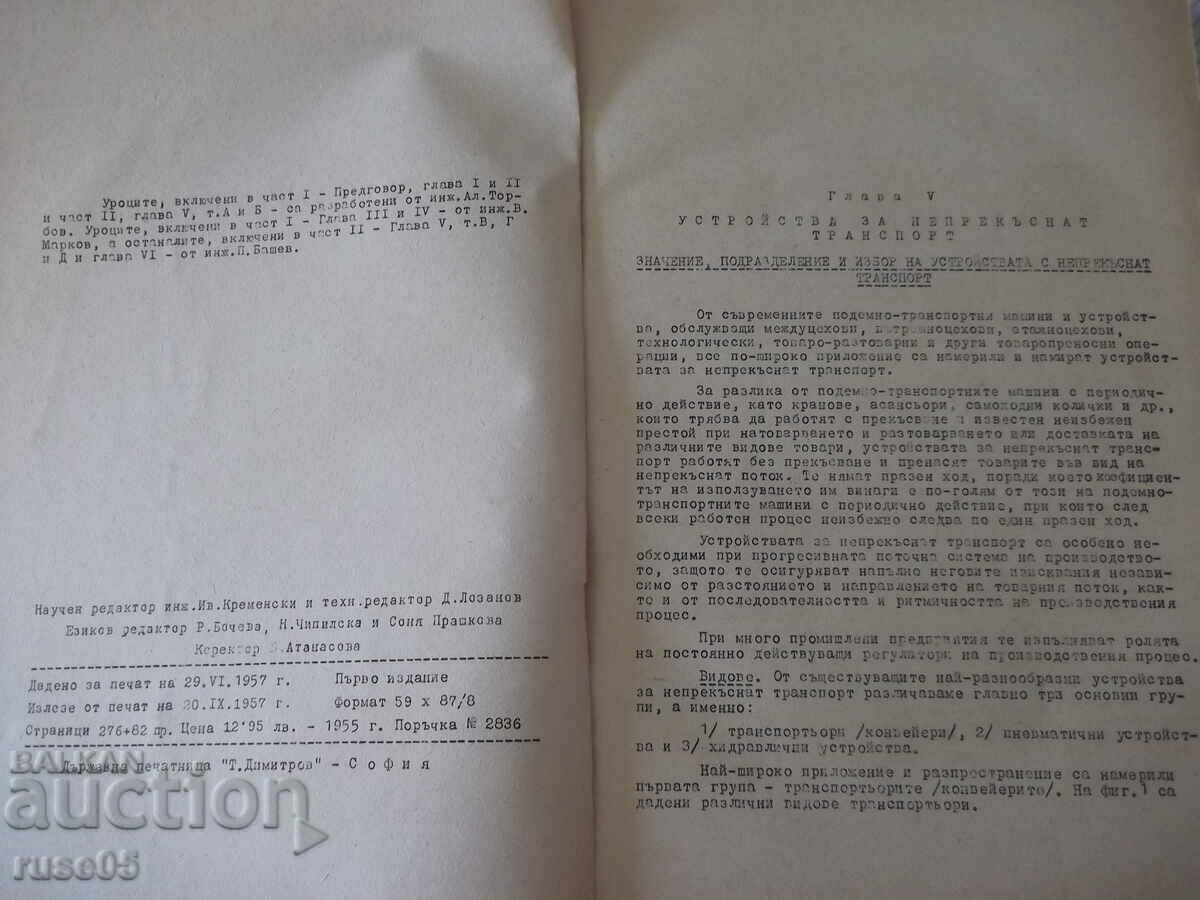 Уроците, включени в част I - Предговор, глава I и II
и част II, глава V, т.А и Б - са разработени от инж.Ал.Тор-
бов. Уроците, включени в част I - Глава III и IV - от инж.В.
Марков, а останалите, включени в част II - Глава V, т.В, Г
и Д и глава VI - от инж.П.Башев.
Научен редактор инж.Ив.Кременски и техн.редактор Д.Лозанов
Езиков редактор Р.Бочева, Н.Чипилска и Соня Прашкова
Коректор Атанасова
Дадено за печат на 29.VI.1957 г. Първо издание
Излезе от печат на 20.IX.1957 г. Формат 59 х 87/8
Страници 276+82 пр. Цена 12'95 лв. - 1955 г. Поръчка № 2836
Държавна печатница "Т.Димитров" - София
BALKAN
auction
ruse05
Глава V
УСТРОЙСТВА ЗА НЕПРЕКЪСНАТ
ТРАНСПОРТ
ЗНАЧЕНИЕ, ПОДРАЗДЕЛЕНИЕ И ИЗБОР НА УСТРОЙСТВАТА С НЕПРЕКЪСНАТ
ТРАНСПОРТ
От съвременните подемно-транспортни машини и устройст-
ва, обслужващи междуцехови, вътрешноцехови, етажноцехови,
технологически, товаро-разтоварни и други товаропреносни опе-
рации, все по-широко приложение са намерили и намират устройс-
твата за непрекъснат транспорт.
За разлика от подемно-транспортните машини с периодич-
но действие, като кранове, асансьори, самоходни колички и др.,
които трябва да работят с прекъсване и известен неизбежен
престой при натоварването и разтоварването или доставката на
различните видове товари, устройствата за непрекъснат транс-
порт работят без прекъсване и пренасят товарите във вид на
непрекъснат поток. Те нямат празен ход, поради което коефициен-
тът на използуването им винаги е по-голям от този на подемно-
транспортните машини с периодично действие, при които след
всеки работен процес неизбежно следва по един празен ход.
Устройствата за непрекъснат транспорт са особено не-
обходими при прогресивната поточна система на производство-
то, защото те осигуряват напълно неговите изисквания незави-
симо от разстоянието и направлението на товарния поток, как-
то и от последователността и ритмичността на производствения
процес.
При много промишлени предприятия те изпълняват ролята
на постоянно действуващи регулатори на производствения процес.
Видове. От съществуващите най-разнообразни устройства
за непрекъснат транспорт различаваме главно три основни гру-
пи, а именно:
1/ транспортьори /конвейери/, 2/ пневматични устройст-
ва и 3/ хидравлични устройства.
Най-широко приложение и разпространение са намерили
първата група - транспортьорите /конвейерите/. На фиг.1 са
дадени различни видове транспортьори.